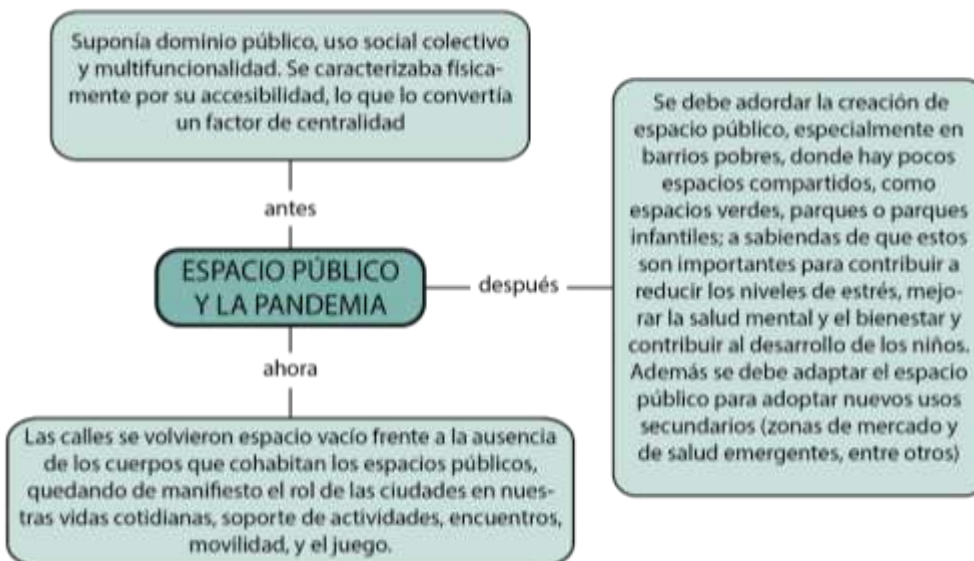 Suponía dominio público, uso social colectivo
y multifuncionalidad. Se caracterizaba física-
mente por su accesibilidad, lo que lo convertía
un factor de centralidad
antes
ESPACIO PÚBLICO
Y LA PANDEMIA
después
Se debe adordar la creación de
espacio público, especialmente en
barrios pobres, donde hay pocos
espacios compartidos, como
espacios verdes, parques o parques
infantiles; a sabiendas de que estos
son importantes para contribuir a
reducir los niveles de estrés, mejo-
rar la salud mental y el bienestar y
contribuir al desarrollo de los niños.
Además se debe adaptar el espacio
público para adoptar nuevos usos
secundarios (zonas de mercado y
de salud emergentes, entre otros)
ahora
Las calles se volvieron espacio vacío frente a la ausencia
de los cuerpos que cohabitan los espacios públicos,
quedando de manifiesto el rol de las ciudades en nues-
tras vidas cotidianas, soporte de actividades, encuentros,
movilidad, y el juego.